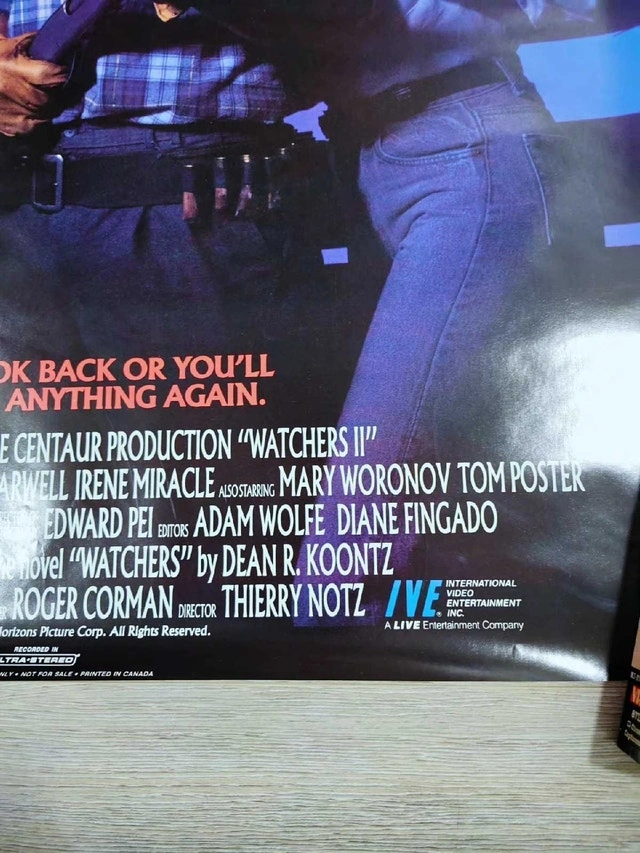 OK BACK OR YOU'LL
ANYTHING AGAIN.
E CENTAUR PRODUCTION "WATCHERS II"
ARWELL IRENE MIRACLE ALSO STARRING MARY WORONOV TOM POSTER
EDWARD PEI EDITORS ADAM WOLFE DIANE FINGADO
novel "WATCHERS" by DEAN R. KOONTZ
ROGER CORMAN DIRECTOR THIERRY NOTZ
IVE INTERNATIONAL
VIDEO
ENTERTAINMENT
INC.
A LIVE Entertainment Company
orizons Picture Corp. All Rights Reserved.
RECORDED IN
LTRA-STEREO
NLY • NOT FOR SALE • PRINTED IN CANADA